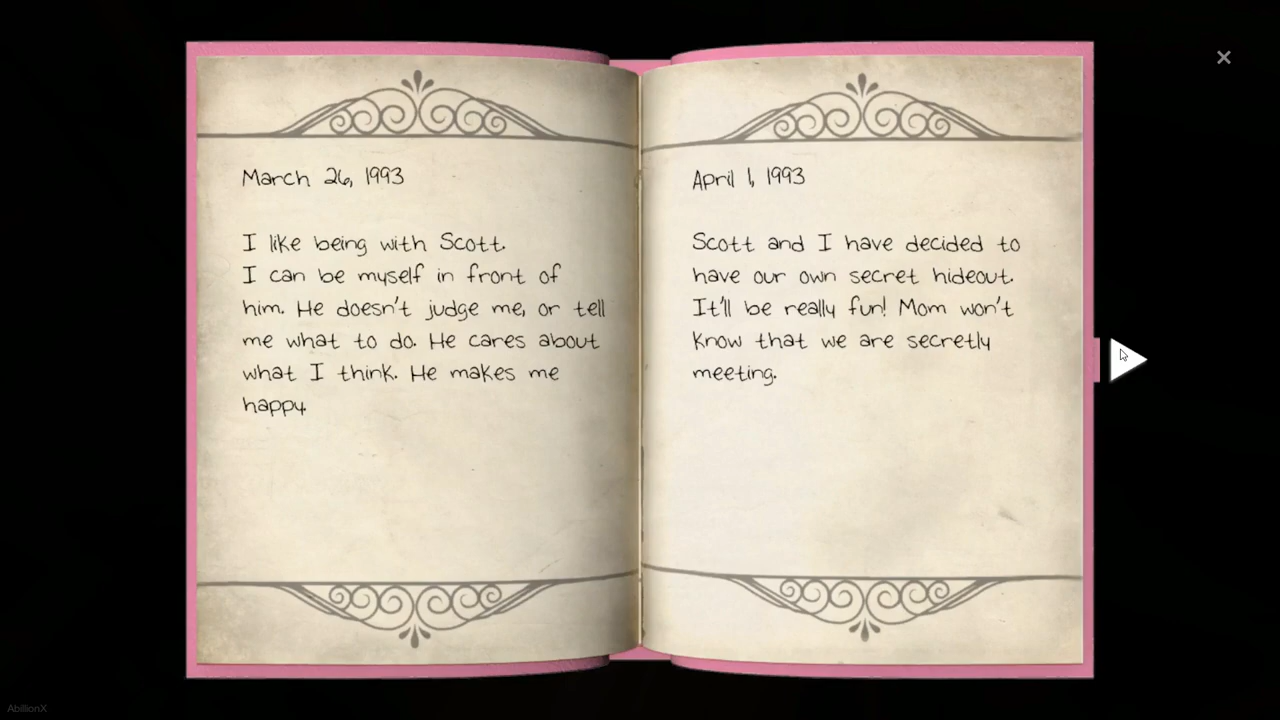 March 26, 1993
I like being with Scott.
I can be myself in front of
him. He doesn't judge me, or tell
me what to do. He cares about
what I think. He makes me
happy.
April 1, 1993
Scott and I have decided to
have our own secret hideout.
It'll be really fun! Mom won't
know that we are secretly
meeting.
AbillionX